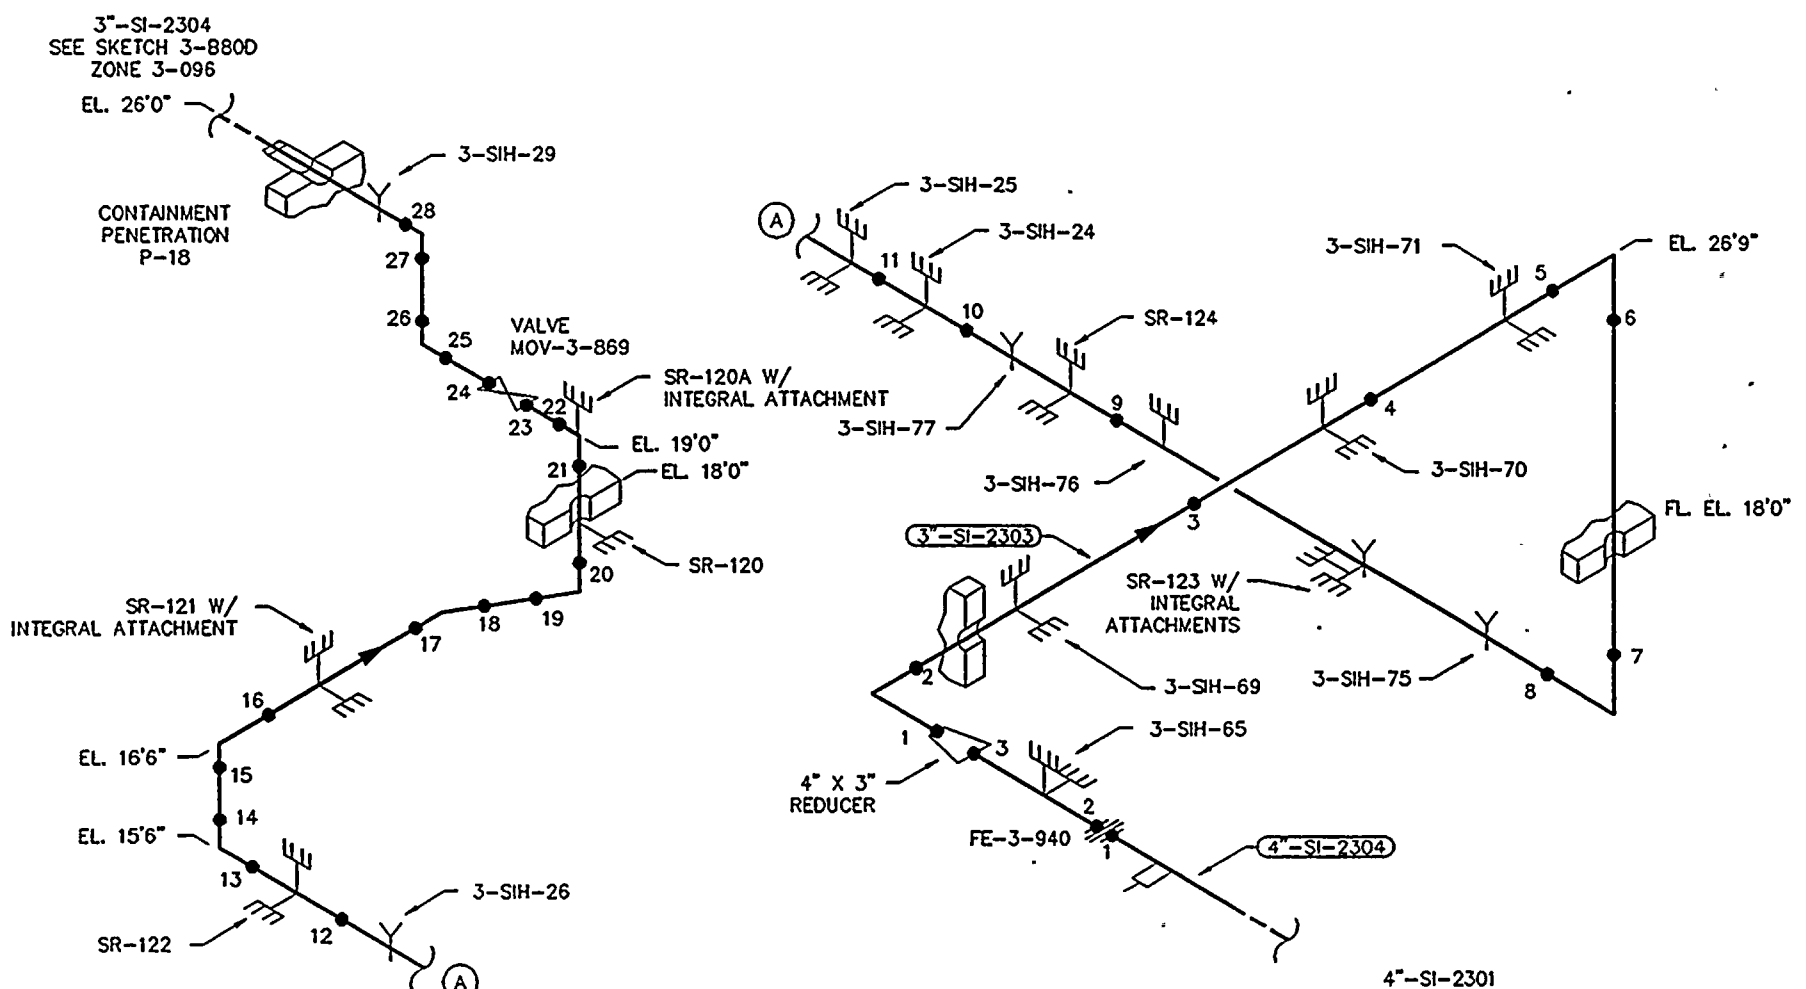 3"-SI-2304
SEE SKETCH 3-880D
ZONE 3-096
EL. 26'0"
3-SIH-29
CONTAINMENT
PENETRATION
P-18
28
27
26
25
24
VALVE
MOV-3-869
22
23
SR-120A W/
INTEGRAL ATTACHMENT
EL. 19'0"
21
EL. 18'0"
SR-120
20
19
18
17
SR-121 W/
INTEGRAL ATTACHMENT
16
EL. 16'6"
15
14
EL. 15'6"
13
SR-122
12
3-SIH-26
A
A
3-SIH-25
11
3-SIH-24
10
SR-124
3-SIH-77
9
3-SIH-76
3-SIH-71
5
EL. 26'9"
6
4
3-SIH-70
3
3"-SI-2303
FL. EL. 18'0"
SR-123 W/
INTEGRAL
ATTACHMENTS
2
3-SIH-69
3-SIH-75
8
7
1
3
3-SIH-65
4" X 3"
REDUCER
2
FE-3-940
1
4"-SI-2304
4"-SI-2301